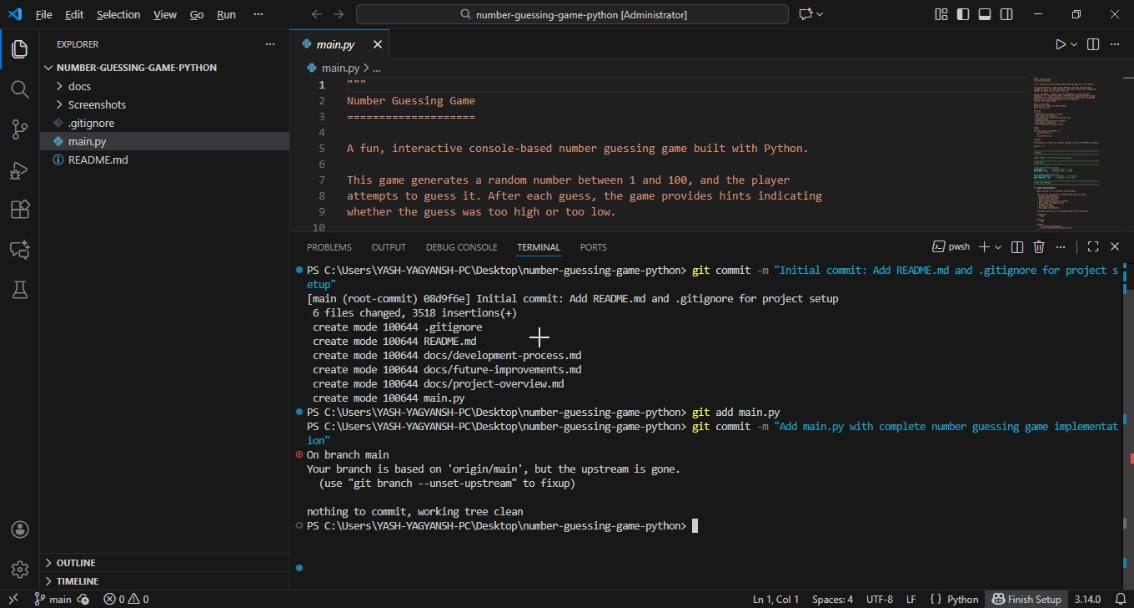 File Edit Selection View Go Run ··· number-guessing-game-python [Administrator]
EXPLORER ···
NUMBER-GUESSING-GAME-PYTHON
docs
Screenshots
.gitignore
main.py
README.md
OUTLINE
TIMELINE
main.py
main.py > ...
1 """
2 Number Guessing Game
3 ====================
4
5 A fun, interactive console-based number guessing game built with Python.
6
7 This game generates a random number between 1 and 100, and the player
8 attempts to guess it. After each guess, the game provides hints indicating
9 whether the guess was too high or too low.
10
PROBLEMS OUTPUT DEBUG CONSOLE TERMINAL PORTS pwsh
PS C:\Users\YASH-YAGYANSH-PC\Desktop\number-guessing-game-python> git commit -m "Initial commit: Add README.md and .gitignore for project s
etup"
[main (root-commit) 08d9f6e] Initial commit: Add README.md and .gitignore for project setup
6 files changed, 3518 insertions(+)
create mode 100644 .gitignore
create mode 100644 README.md
create mode 100644 docs/development-process.md
create mode 100644 docs/future-improvements.md
create mode 100644 docs/project-overview.md
create mode 100644 main.py
PS C:\Users\YASH-YAGYANSH-PC\Desktop\number-guessing-game-python> git add main.py
PS C:\Users\YASH-YAGYANSH-PC\Desktop\number-guessing-game-python> git commit -m "Add main.py with complete number guessing game implementat
ion"
On branch main
Your branch is based on 'origin/main', but the upstream is gone.
(use "git branch --unset-upstream" to fixup)
nothing to commit, working tree clean
PS C:\Users\YASH-YAGYANSH-PC\Desktop\number-guessing-game-python>
main 0 0 Ln 1, Col 1 Spaces: 4 UTF-8 LF {} Python Finish Setup 3.14.0